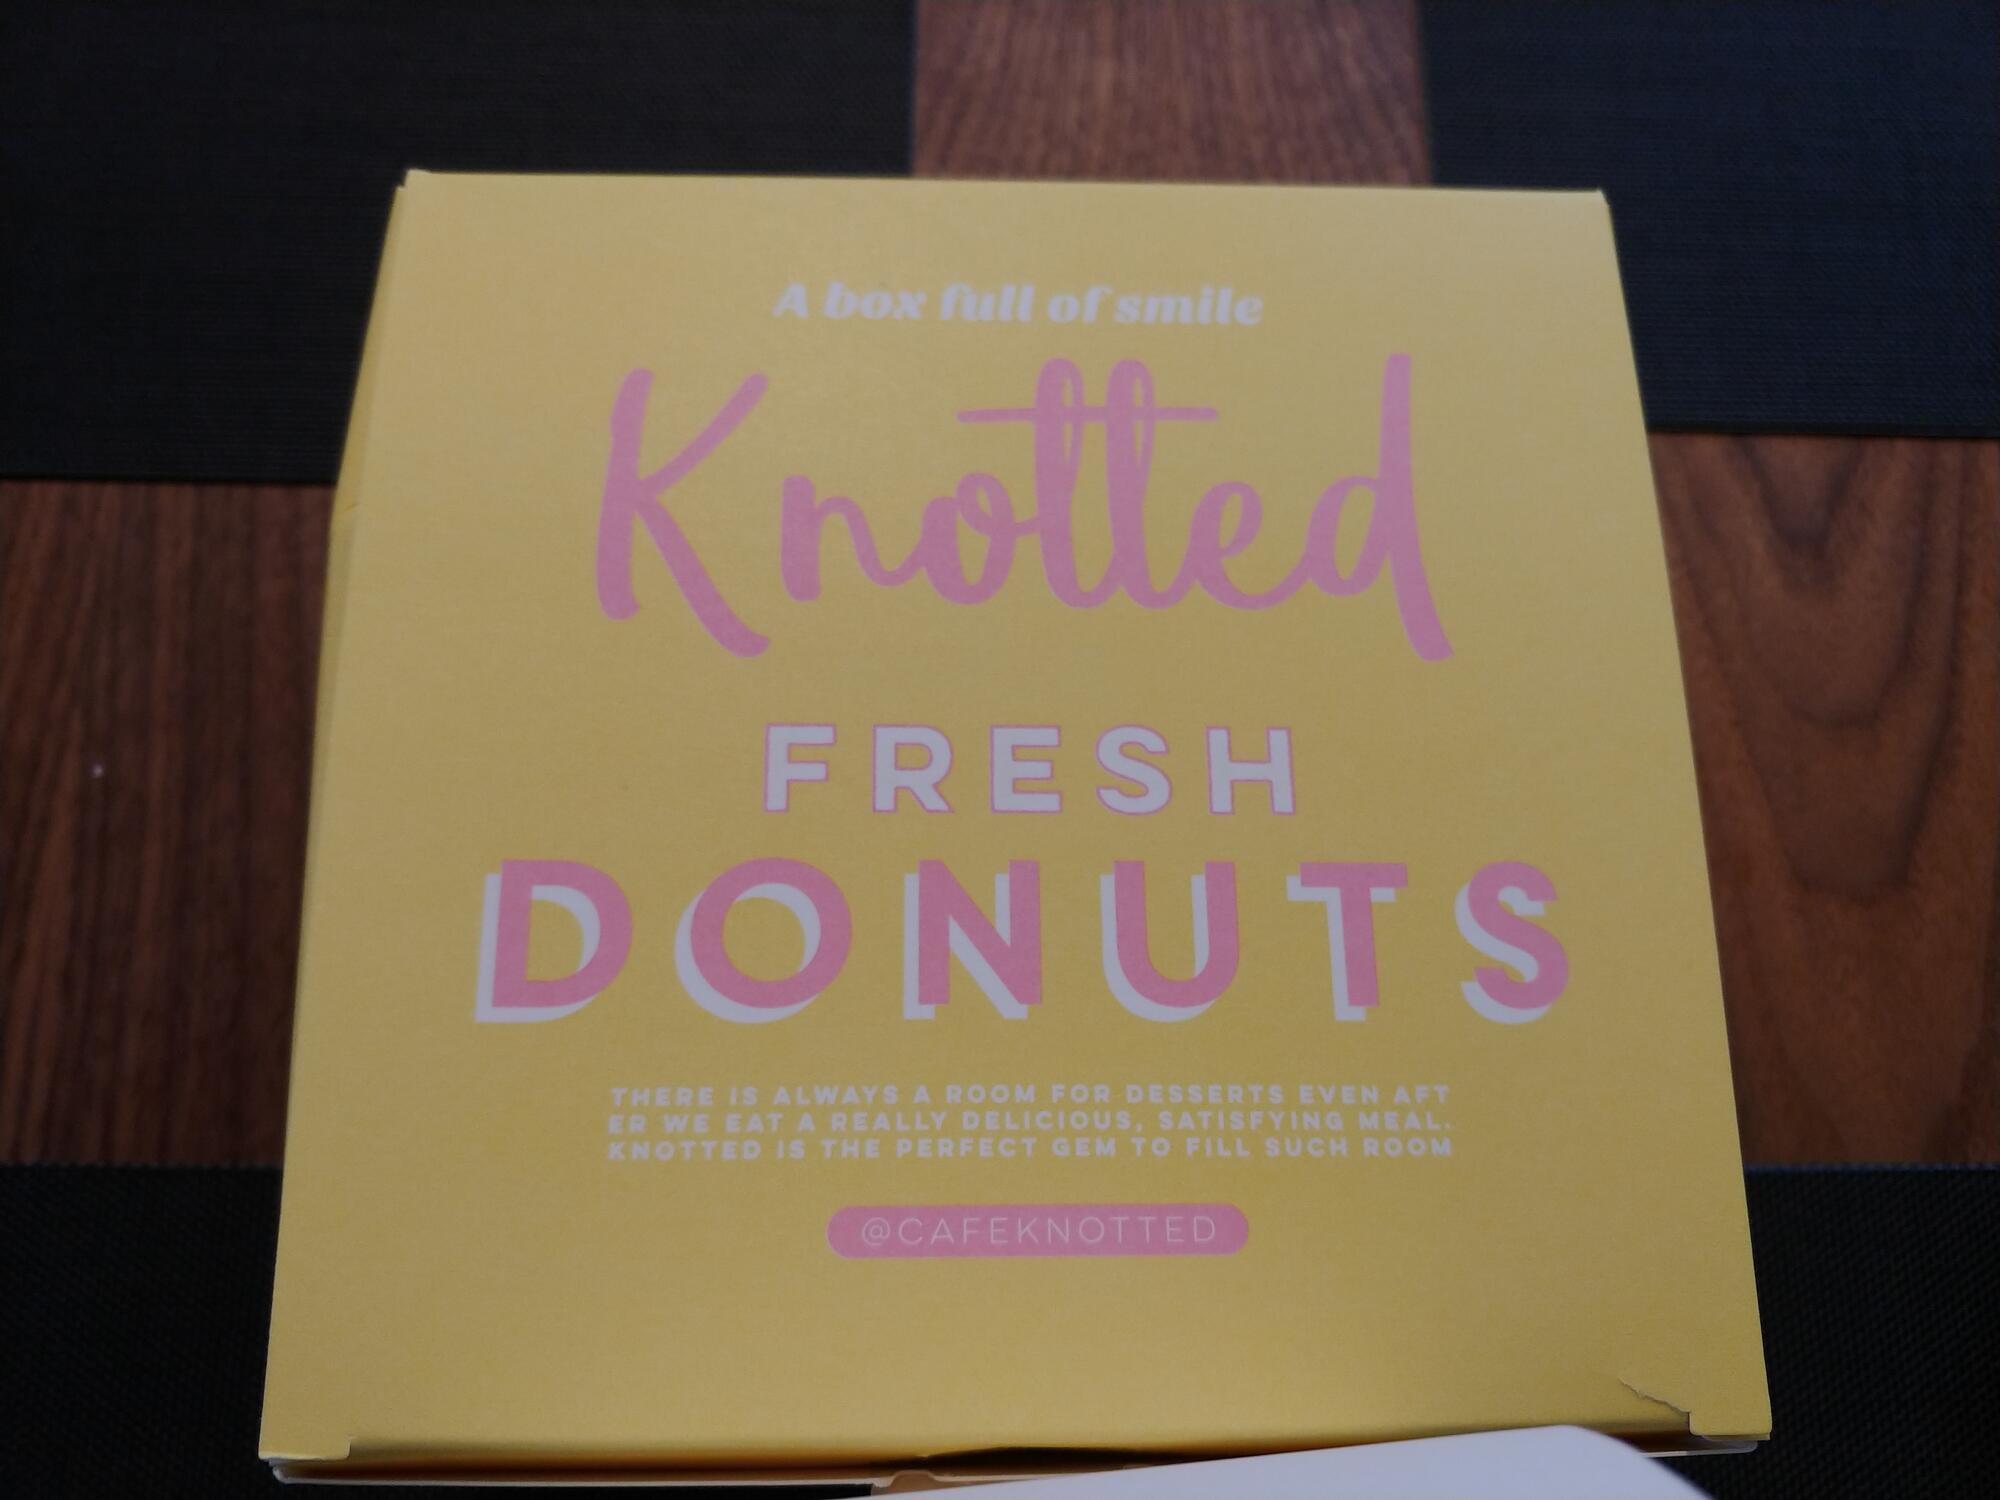 A box full of smile
Knotted
FRESH
DONUTS
THERE IS ALWAYS A ROOM FOR DESSERTS EVEN AFT
ER WE EAT A REALLY DELICIOUS, SATISFYING MEAL.
KNOTTED IS THE PERFECT GEM TO FILL SUCH ROOM
@CAFEKNOTTED